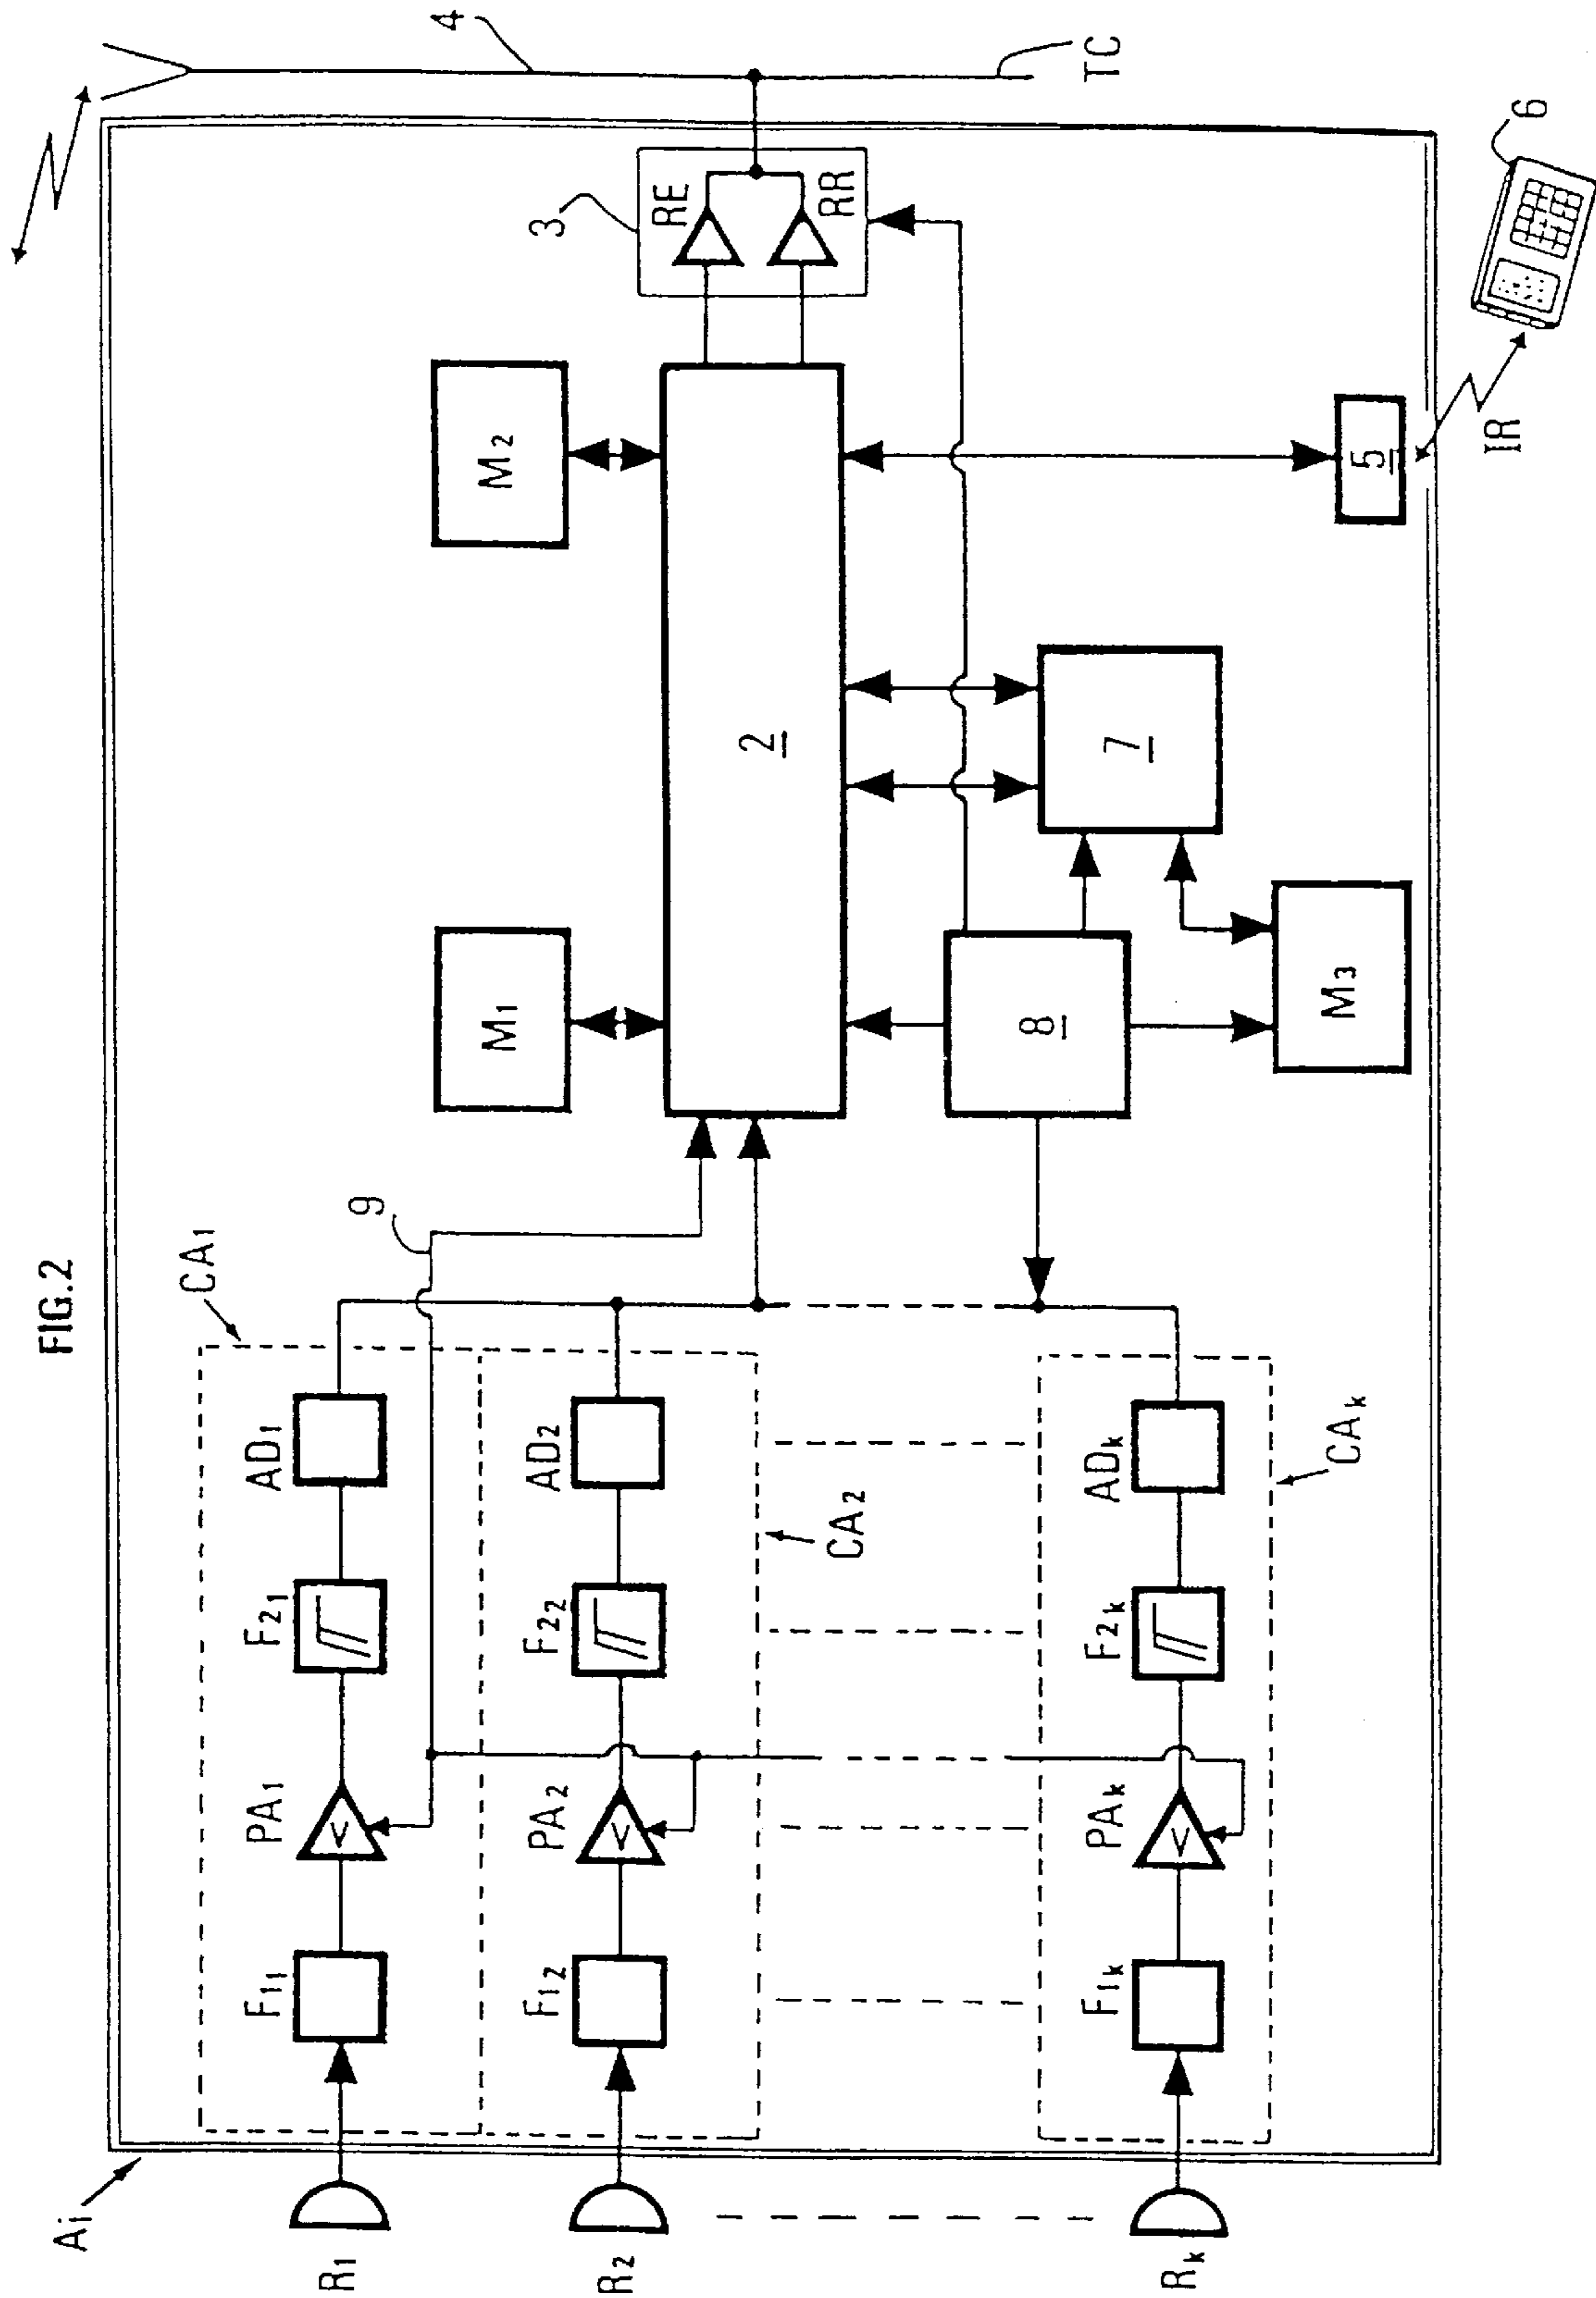 FIG.2
Ai
R1
R2
Rk
CA1
F11
PA1
F21
AD1
9
CA2
F12
PA2
F22
AD2
CAk
F1k
PAk
F2k
AD k
V
V
V
M1
M2
2
8
7
M3
3
RE
RR
4
TC
5
IR
6